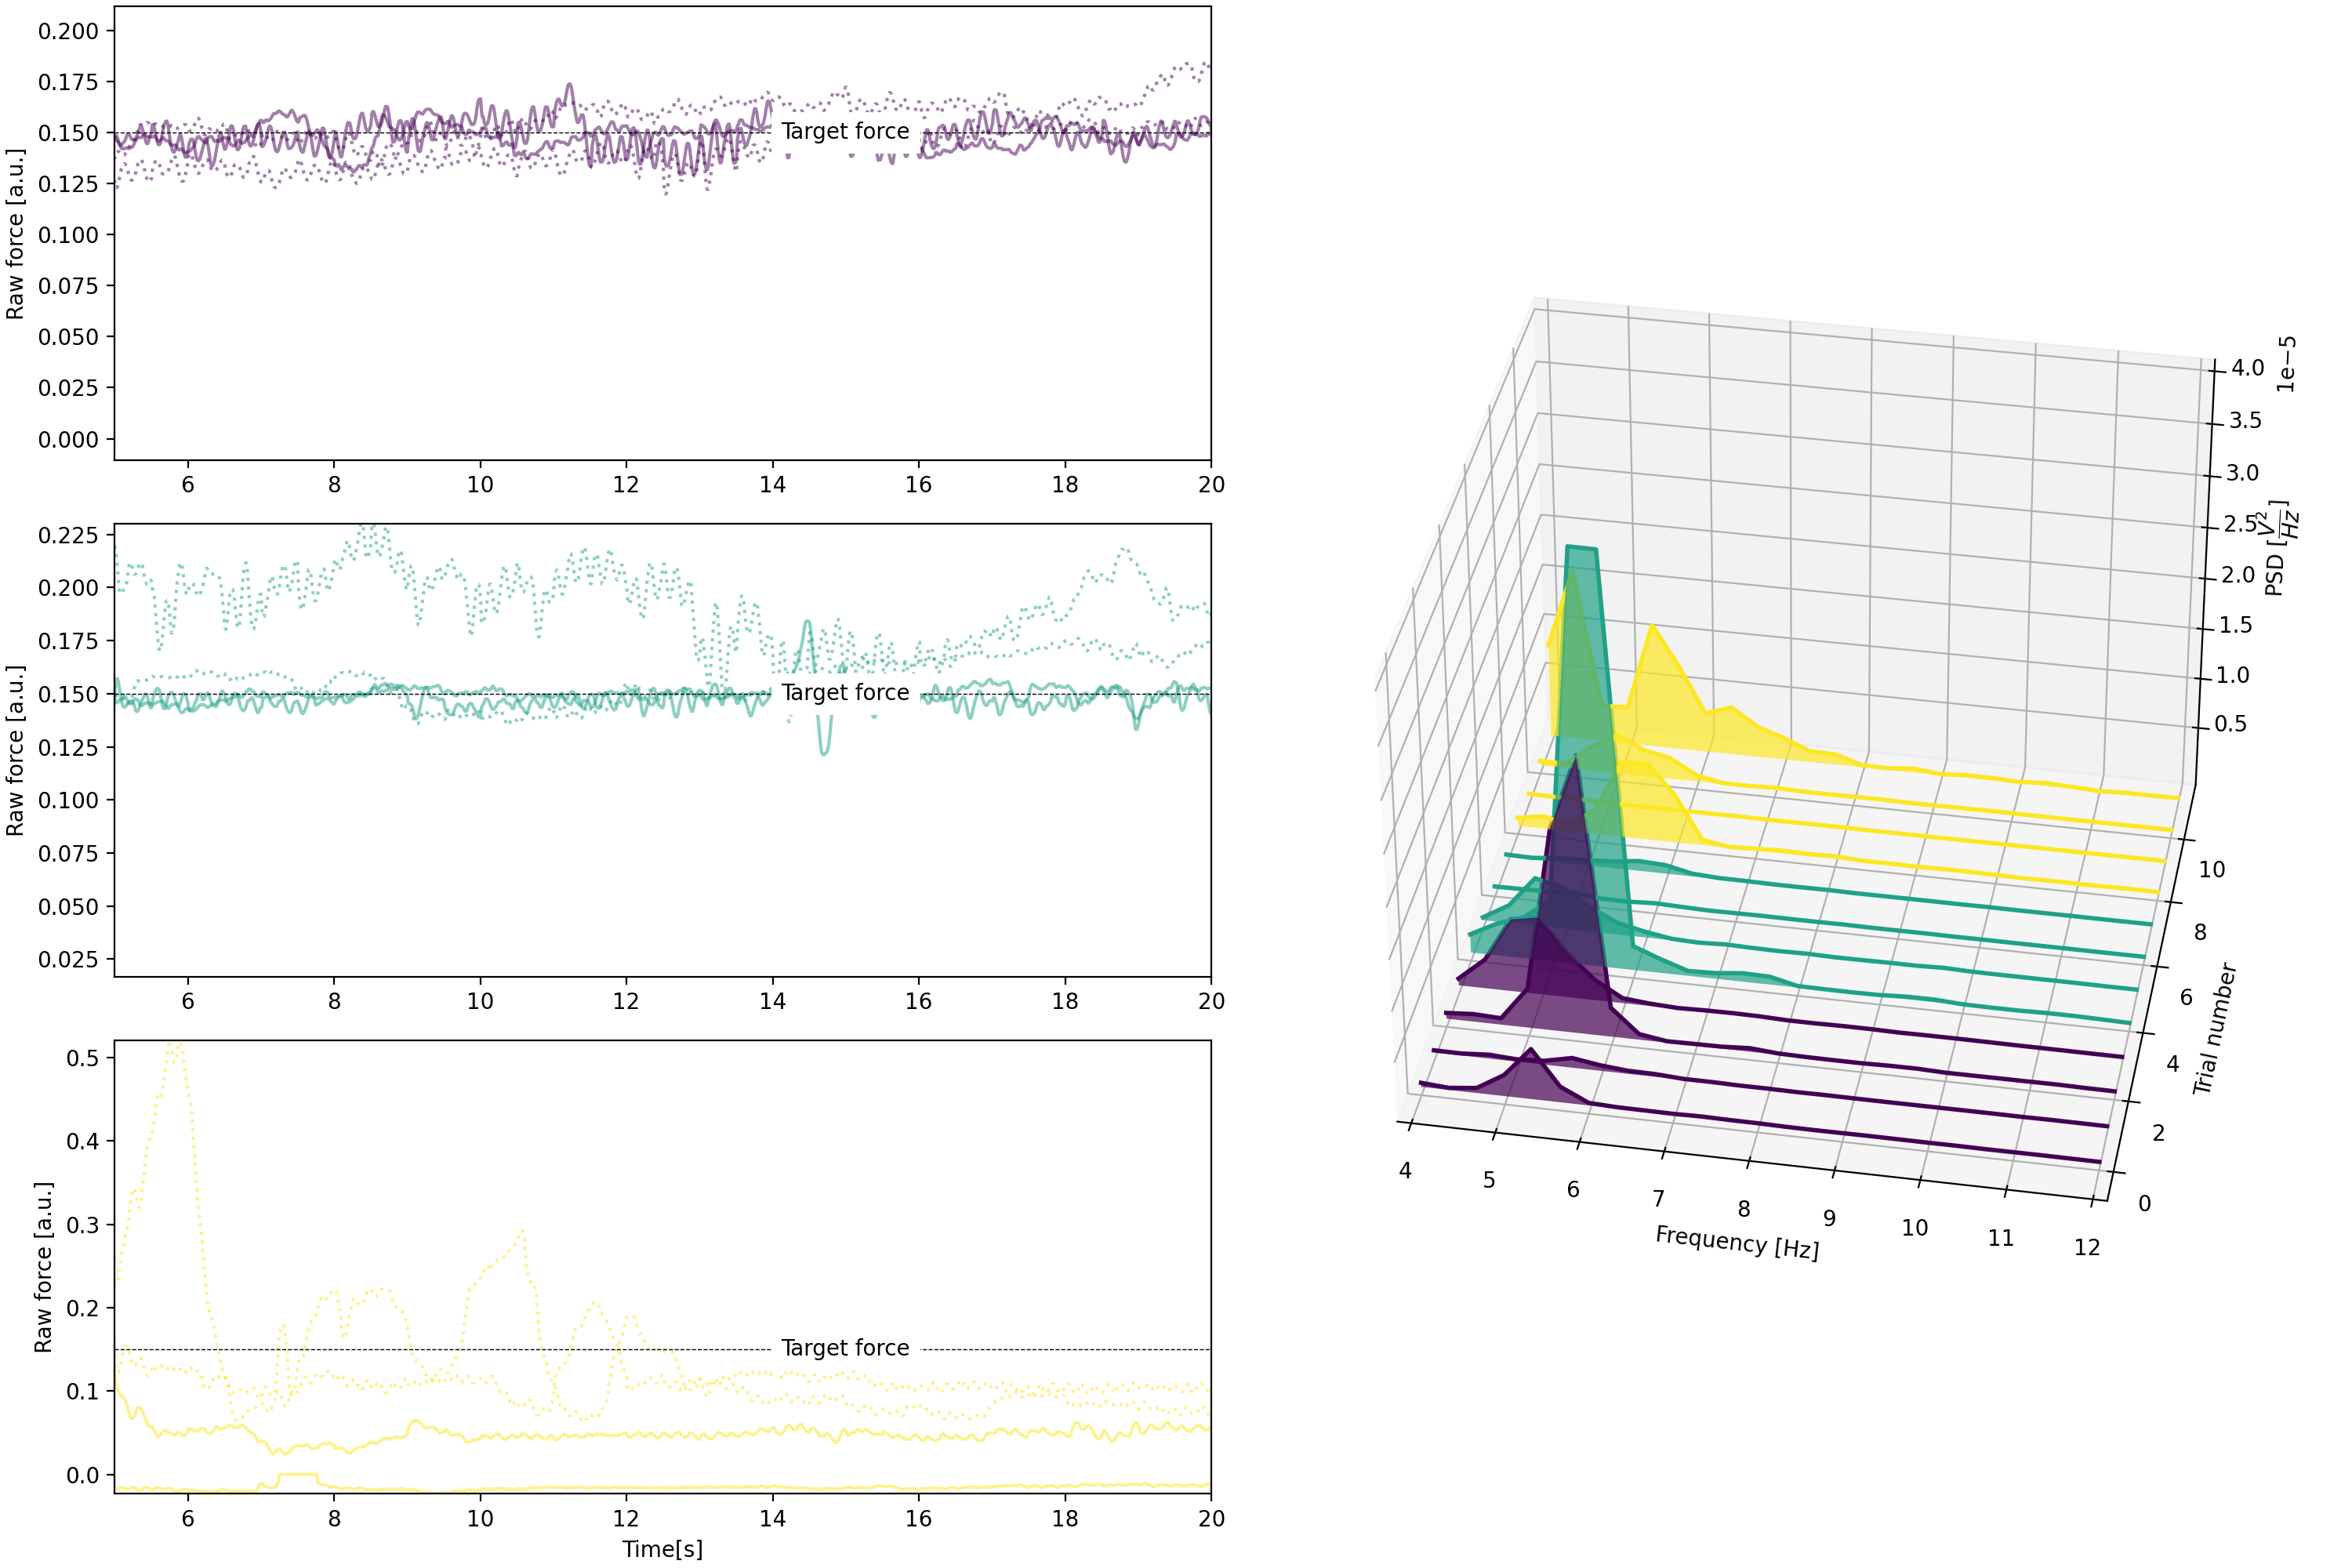 0.200
0.175
0.150
0.125
0.100
0.075
0.050
0.025
0.000
Raw force [a.u.]
Target force
6 8 10 12 14 16 18 20
0.225
0.200
0.175
0.150
0.125
0.100
0.075
0.050
0.025
Raw force [a.u.]
Target force
6 8 10 12 14 16 18 20
0.5
0.4
0.3
0.2
0.1
0.0
Raw force [a.u.]
Target force
6 8 10 12 14 16 18 20
Time[s]
1e−5
4.0
3.5
3.0
2.5
2.0
1.5
1.0
0.5
PSD [V²/Hz]
10
8
6
4
2
0
Trial number
4 5 6 7 8 9 10 11 12
Frequency [Hz]